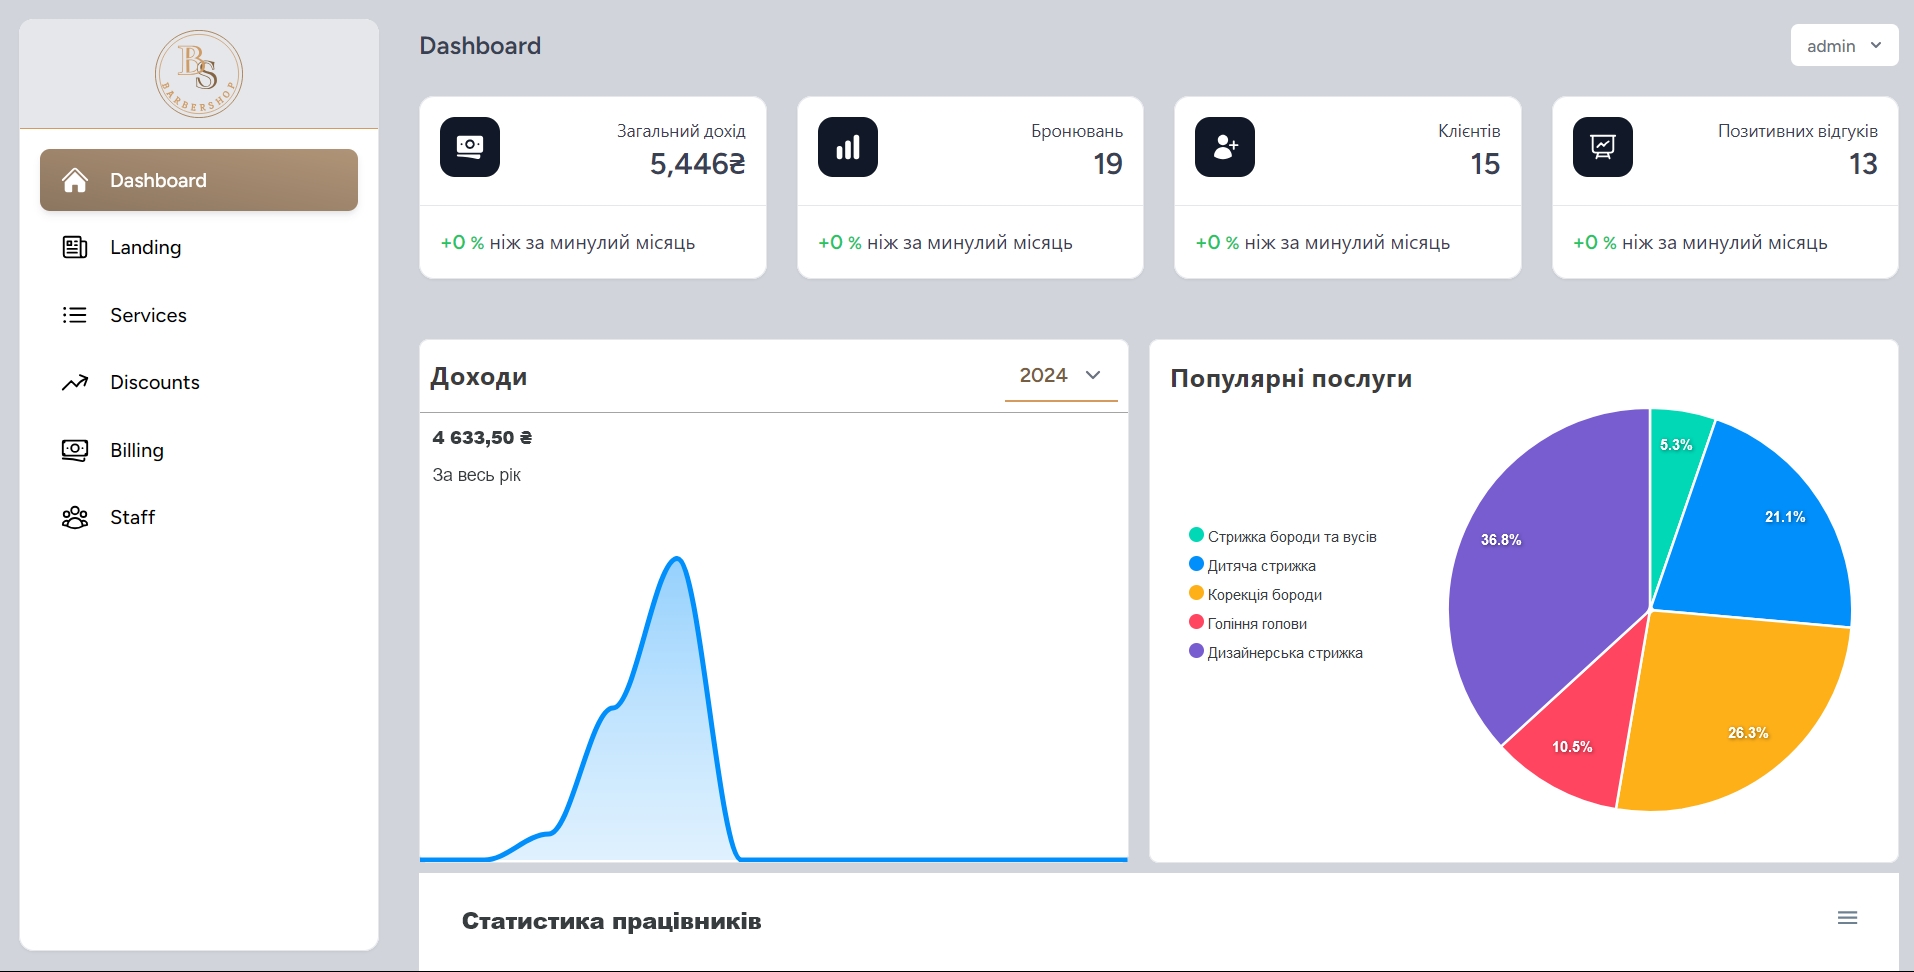 BS
BARBERSHOP
Dashboard
Landing
Services
Discounts
Billing
Staff
Dashboard
admin
Загальний дохід
5,446₴
+0 % ніж за минулий місяць
Бронювань
19
+0 % ніж за минулий місяць
Клієнтів
15
+0 % ніж за минулий місяць
Позитивних відгуків
13
+0 % ніж за минулий місяць
Доходи
2024
4 633,50 ₴
За весь рік
Популярні послуги
Стрижка бороди та вусів
Дитяча стрижка
Корекція бороди
Гоління голови
Дизайнерська стрижка
5.3%
21.1%
36.8%
26.3%
10.5%
Статистика працівників